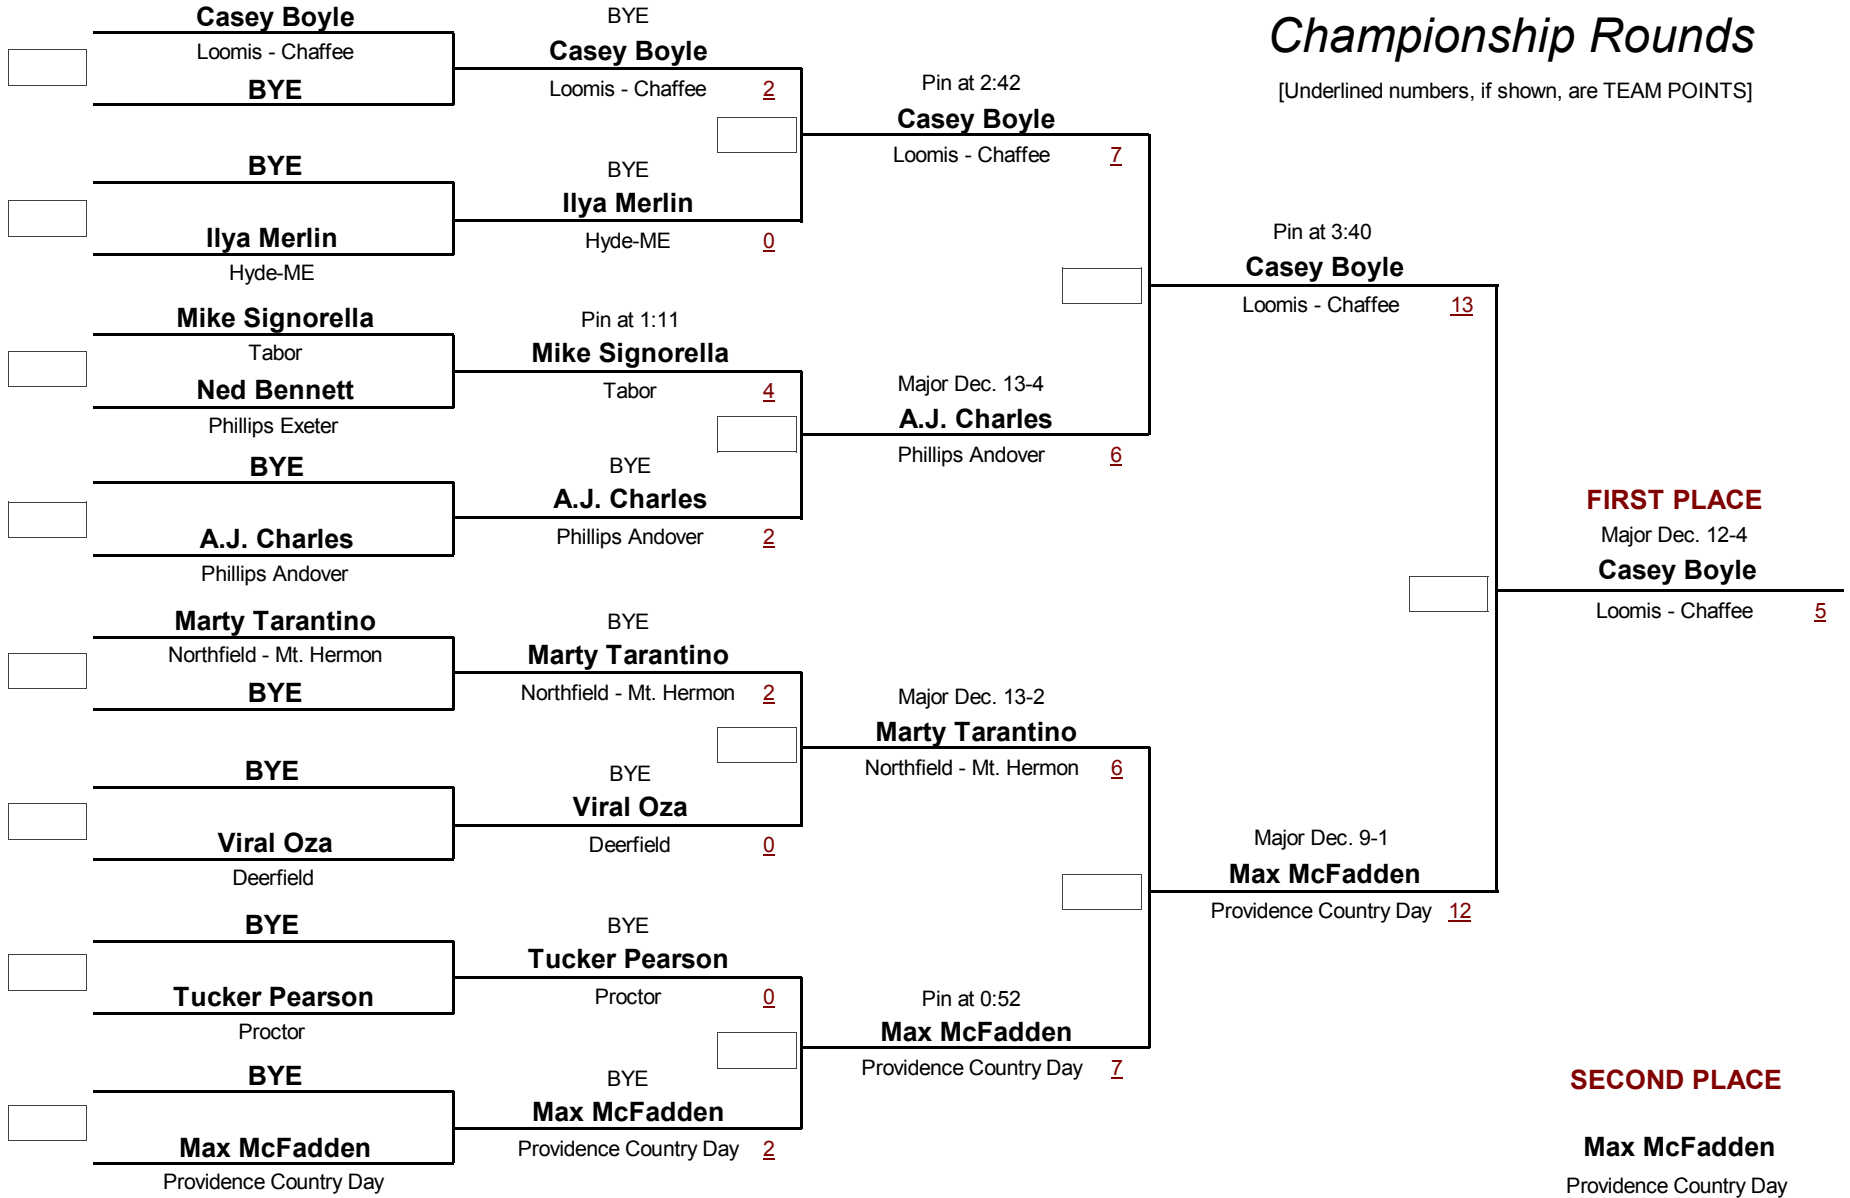 Championship Rounds
[Underlined numbers, if shown, are TEAM POINTS]
Casey Boyle
Loomis - Chaffee
BYE
BYE
Ilya Merlin
Hyde-ME
Mike Signorella
Tabor
Ned Bennett
Phillips Exeter
BYE
A.J. Charles
Phillips Andover
Marty Tarantino
Northfield - Mt. Hermon
BYE
BYE
Viral Oza
Deerfield
BYE
Tucker Pearson
Proctor
BYE
Max McFadden
Providence Country Day
BYE
Casey Boyle
Loomis - Chaffee 2
BYE
Ilya Merlin
Hyde-ME 0
Pin at 1:11
Mike Signorella
Tabor 4
BYE
A.J. Charles
Phillips Andover 2
BYE
Marty Tarantino
Northfield - Mt. Hermon 2
BYE
Viral Oza
Deerfield 0
BYE
Tucker Pearson
Proctor 0
BYE
Max McFadden
Providence Country Day 2
Pin at 2:42
Casey Boyle
Loomis - Chaffee 7
Major Dec. 13-4
A.J. Charles
Phillips Andover 6
Major Dec. 13-2
Marty Tarantino
Northfield - Mt. Hermon 6
Pin at 0:52
Max McFadden
Providence Country Day 7
Pin at 3:40
Casey Boyle
Loomis - Chaffee 13
Major Dec. 9-1
Max McFadden
Providence Country Day 12
FIRST PLACE
Major Dec. 12-4
Casey Boyle
Loomis - Chaffee 5
SECOND PLACE
Max McFadden
Providence Country Day